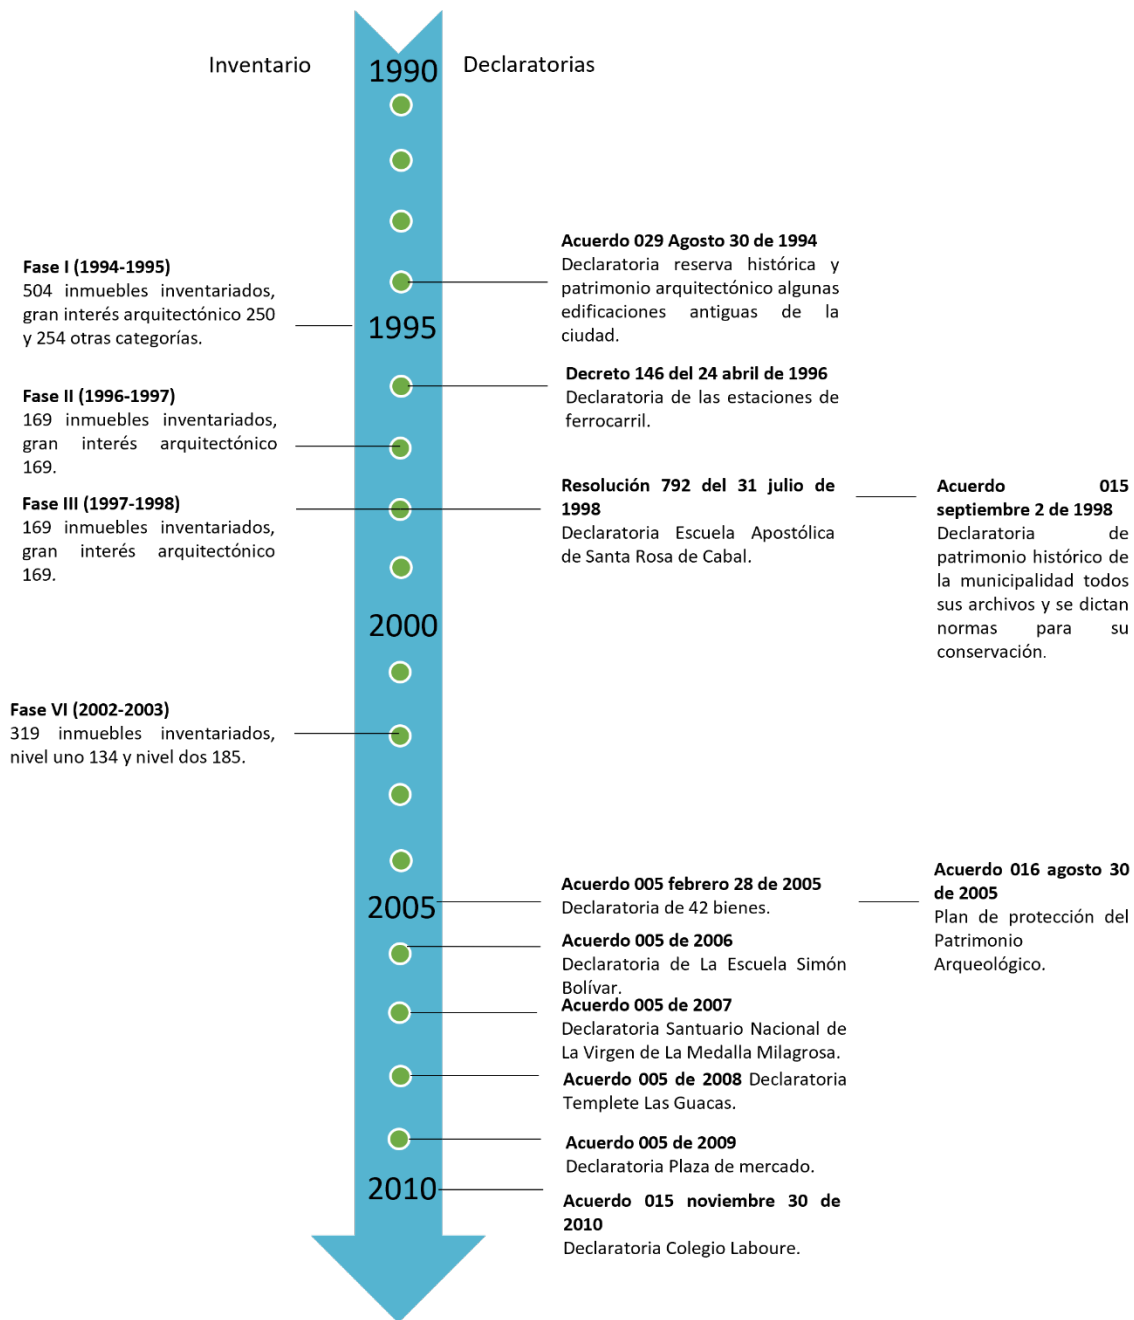 Inventario
1990
Declaratorias
Fase I (1994-1995)
504 inmuebles inventariados,
gran interés arquitectónico 250
y 254 otras categorías.
Acuerdo 029 Agosto 30 de 1994
Declaratoria reserva histórica y
patrimonio arquitectónico algunas
edificaciones antiguas de la
ciudad.
1995
Decreto 146 del 24 abril de 1996
Declaratoria de las estaciones de
ferrocarril.
Fase II (1996-1997)
169 inmuebles inventariados,
gran interés arquitectónico
169.
Fase III (1997-1998)
169 inmuebles inventariados,
gran interés arquitectónico
169.
Resolución 792 del 31 julio de
1998
Declaratoria Escuela Apostólica
de Santa Rosa de Cabal.
Acuerdo 015
septiembre 2 de 1998
Declaratoria de
patrimonio histórico de
la municipalidad todos
sus archivos y se dictan
normas para su
conservación.
2000
Fase VI (2002-2003)
319 inmuebles inventariados,
nivel uno 134 y nivel dos 185.
2005
Acuerdo 005 febrero 28 de 2005
Declaratoria de 42 bienes.
Acuerdo 016 agosto 30
de 2005
Plan de protección del
Patrimonio
Arqueológico.
Acuerdo 005 de 2006
Declaratoria de La Escuela Simón
Bolívar.
Acuerdo 005 de 2007
Declaratoria Santuario Nacional de
La Virgen de La Medalla Milagrosa.
Acuerdo 005 de 2008 Declaratoria
Templete Las Guacas.
Acuerdo 005 de 2009
Declaratoria Plaza de mercado.
2010
Acuerdo 015 noviembre 30 de
2010
Declaratoria Colegio Laboure.